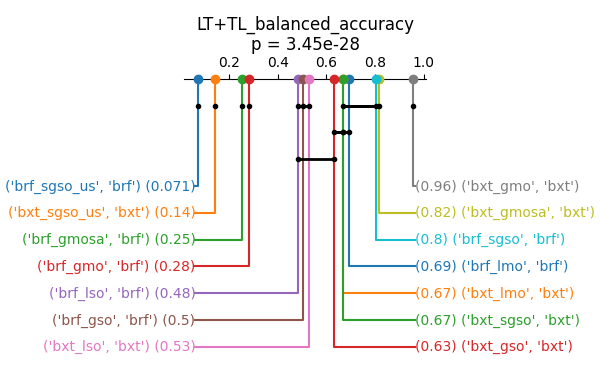 LT+TL_balanced_accuracy
p = 3.45e-28
0.2 0.4 0.6 0.8 1.0
('brf_sgso_us', 'brf') (0.071)
(0.96) ('bxt_gmo', 'bxt')
('bxt_sgso_us', 'bxt') (0.14)
(0.82) ('bxt_gmosa', 'bxt')
('brf_gmosa', 'brf') (0.25)
(0.8) ('brf_sgso', 'brf')
('brf_gmo', 'brf') (0.28)
(0.69) ('brf_lmo', 'brf')
('brf_lso', 'brf') (0.48)
(0.67) ('bxt_lmo', 'bxt')
('brf_gso', 'brf') (0.5)
(0.67) ('bxt_sgso', 'bxt')
('bxt_lso', 'bxt') (0.53)
(0.63) ('bxt_gso', 'bxt')